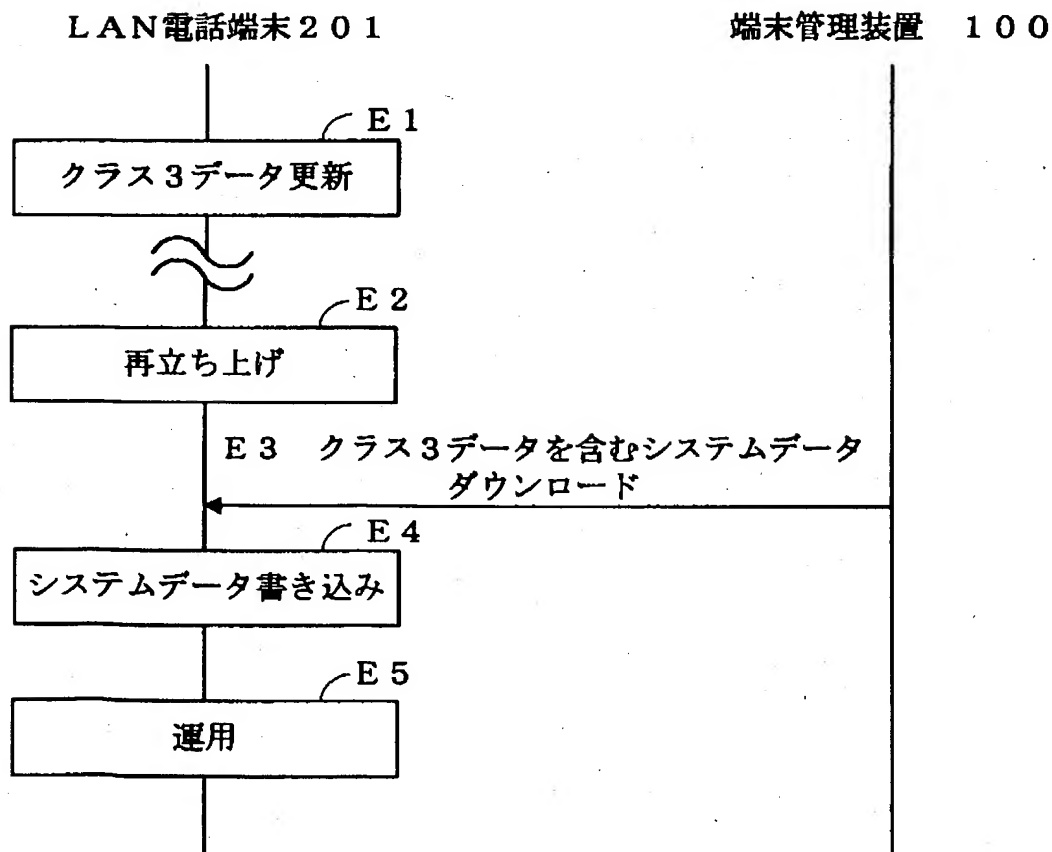 LAN電話端末201
端末管理装置 100
E1
クラス3データ更新
E2
再立ち上げ
E3 クラス3データを含むシステムデータ
ダウンロード
E4
システムデータ書き込み
E5
運用